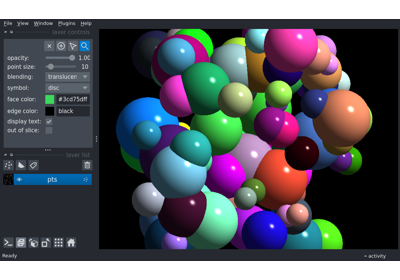 File View Window Plugins Help
layer controls
opacity: 1.00
point size: 10
blending: translucen
symbol: disc
face color: #3cd75dff
edge color: black
display text: ✓
out of slice:
layer list
pts
Ready activity